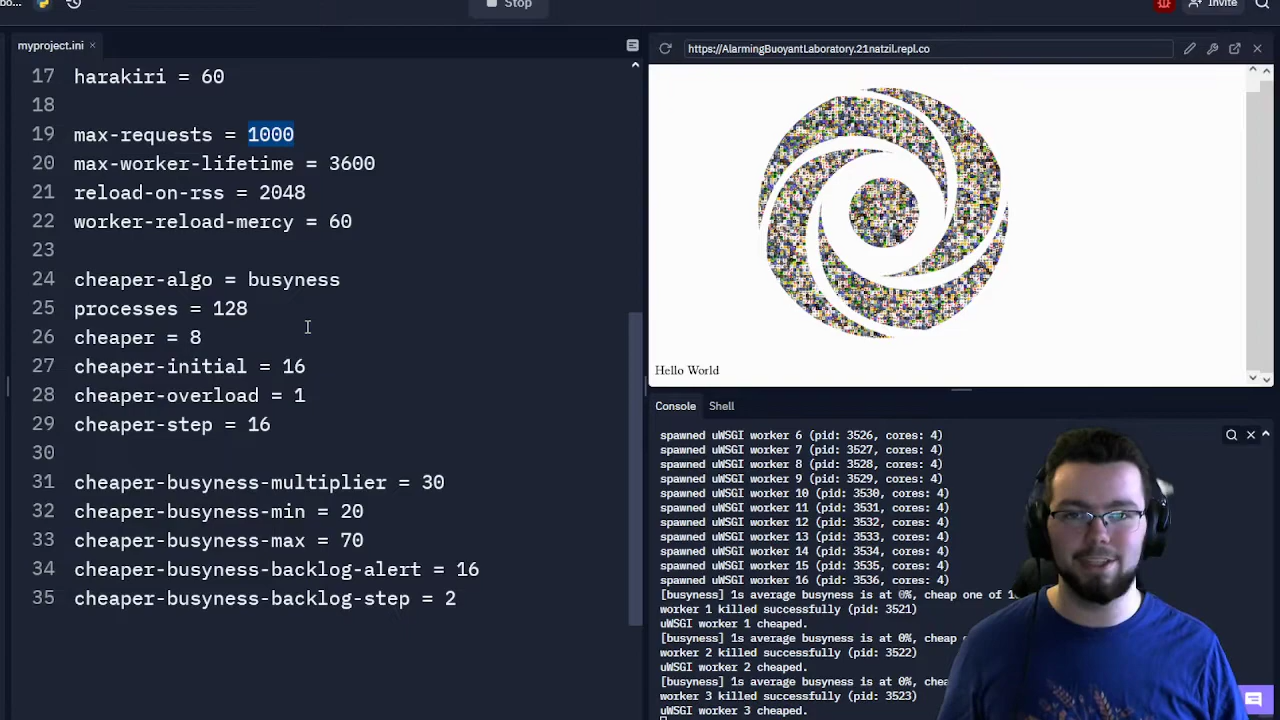 bo...
Stop
Invite
myproject.ini
17 harakiri = 60
18
19 max-requests = 1000
20 max-worker-lifetime = 3600
21 reload-on-rss = 2048
22 worker-reload-mercy = 60
23
24 cheaper-algo = busyness
25 processes = 128
26 cheaper = 8
27 cheaper-initial = 16
28 cheaper-overload = 1
29 cheaper-step = 16
30
31 cheaper-busyness-multiplier = 30
32 cheaper-busyness-min = 20
33 cheaper-busyness-max = 70
34 cheaper-busyness-backlog-alert = 16
35 cheaper-busyness-backlog-step = 2
https://AlarmingBuoyantLaboratory.21natzil.repl.co
Hello World
Console Shell
spawned uWSGI worker 6 (pid: 3526, cores: 4)
spawned uWSGI worker 7 (pid: 3527, cores: 4)
spawned uWSGI worker 8 (pid: 3528, cores: 4)
spawned uWSGI worker 9 (pid: 3529, cores: 4)
spawned uWSGI worker 10 (pid: 3530, cores: 4)
spawned uWSGI worker 11 (pid: 3531, cores: 4)
spawned uWSGI worker 12 (pid: 3532, cores: 4)
spawned uWSGI worker 13 (pid: 3533, cores: 4)
spawned uWSGI worker 14 (pid: 3534, cores: 4)
spawned uWSGI worker 15 (pid: 3535, cores: 4)
spawned uWSGI worker 16 (pid: 3536, cores: 4)
[busyness] 1s average busyness is at 0%, cheap one of
worker 1 killed successfully (pid: 3521)
uWSGI worker 1 cheaped.
[busyness] 1s average busyness is at 0%, cheap
worker 2 killed successfully (pid: 3522)
uWSGI worker 2 cheaped.
[busyness] 1s average busyness is at 0%,
worker 3 killed successfully (pid: 3523)
uWSGI worker 3 cheaped.